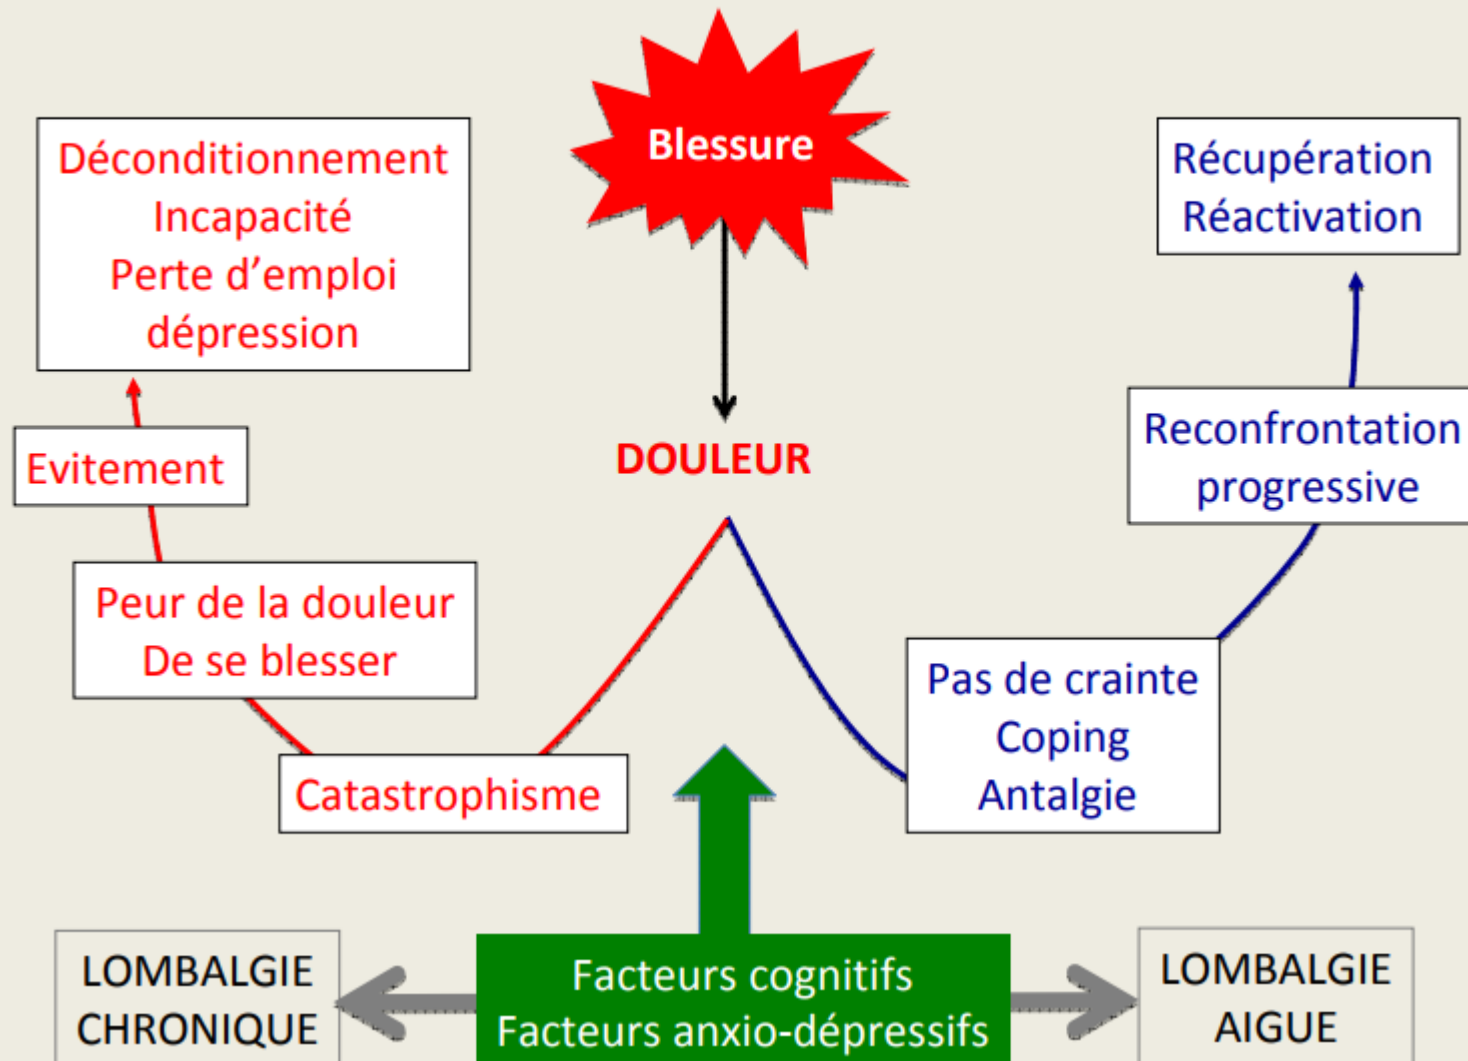 Blessure
Déconditionnement
Incapacité
Perte d'emploi
dépression
Récupération
Réactivation
Evitement
DOULEUR
Reconfrontation
progressive
Peur de la douleur
De se blesser
Pas de crainte
Coping
Antalgie
Catastrophisme
LOMBALGIE
CHRONIQUE
Facteurs cognitifs
Facteurs anxio-dépressifs
LOMBALGIE
AIGUE